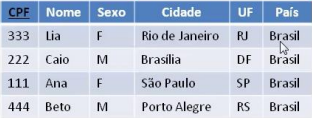 CPF Nome Sexo Cidade UF País
333 Lia F Rio de Janeiro RJ Brasil
222 Caio M Brasília DF Brasil
111 Ana F São Paulo SP Brasil
444 Beto M Porto Alegre RS Brasil